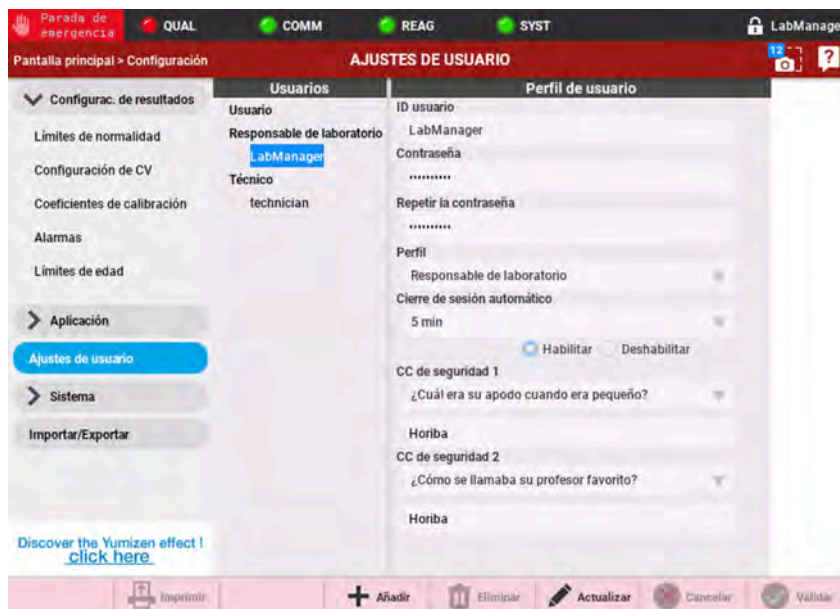 Parada de
emergencia
QUAL
COMM
REAG
SYST
LabManage
Pantalla principal > Configuración
AJUSTES DE USUARIO
12
?
Configurac. de resultados
Límites de normalidad
Configuración de CV
Coeficientes de calibración
Alarmas
Límites de edad
Aplicación
Ajustes de usuario
Sistema
Importar/Exportar
Discover the Yumizen effect !
click here
Usuarios
Usuario
Responsable de laboratorio
LabManager
Técnico
technician
Perfil de usuario
ID usuario
LabManager
Contraseña
••••••••••
Repetir la contraseña
••••••••••
Perfil
Responsable de laboratorio
Cierre de sesión automático
5 min
Habilitar Deshabilitar
CC de seguridad 1
¿Cuál era su apodo cuando era pequeño?
Horiba
CC de seguridad 2
¿Cómo se llamaba su profesor favorito?
Horiba
Imprimir
Añadir
Eliminar
Actualizar
Cancelar
Validar